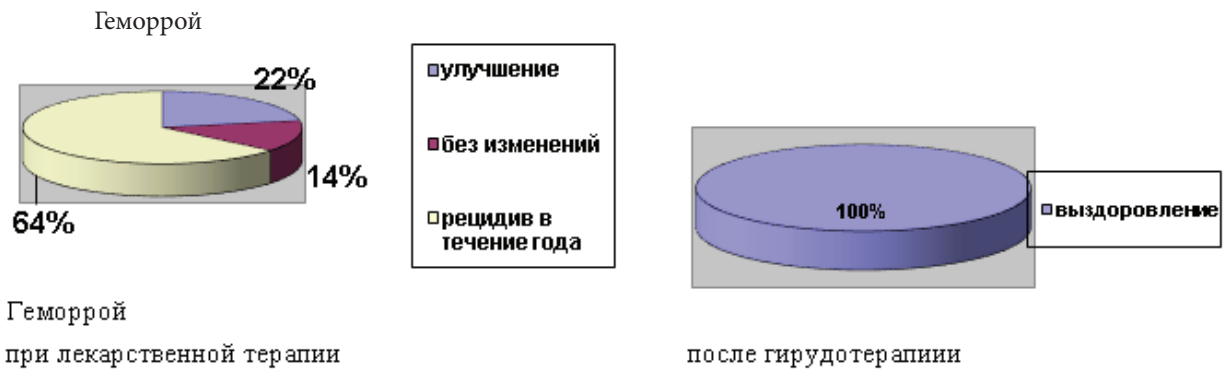 Геморрой
22%
14%
64%
улучшение
без изменений
рецидив в
течение года
100%
выздоровление
Геморрой
при лекарственной терапии
после гирудотерапиии